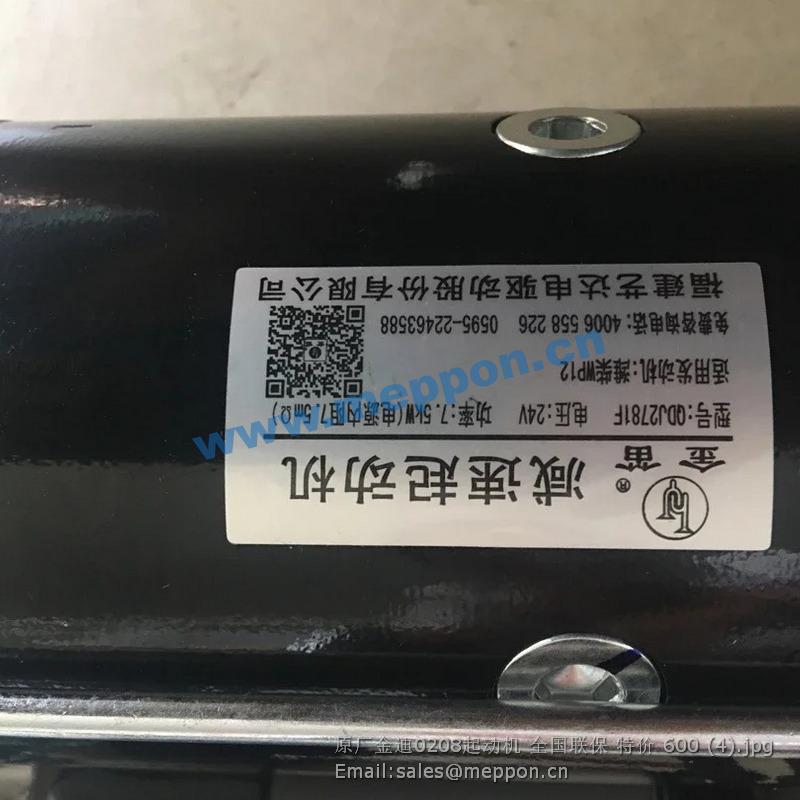 金笛® 减速起动机
型号:QDJ2781F 电压:24V 功率:7.5kW(电源内阻7.5mΩ)
适用发动机:潍柴WP12
免费咨询电话:4006 558 226 0595-22463588
福建艺达电驱动股份有限公司
www.meppon.cn
原厂金迪0208起动机 全国联保 特价 600 (4).jpg
Email:sales@meppon.cn